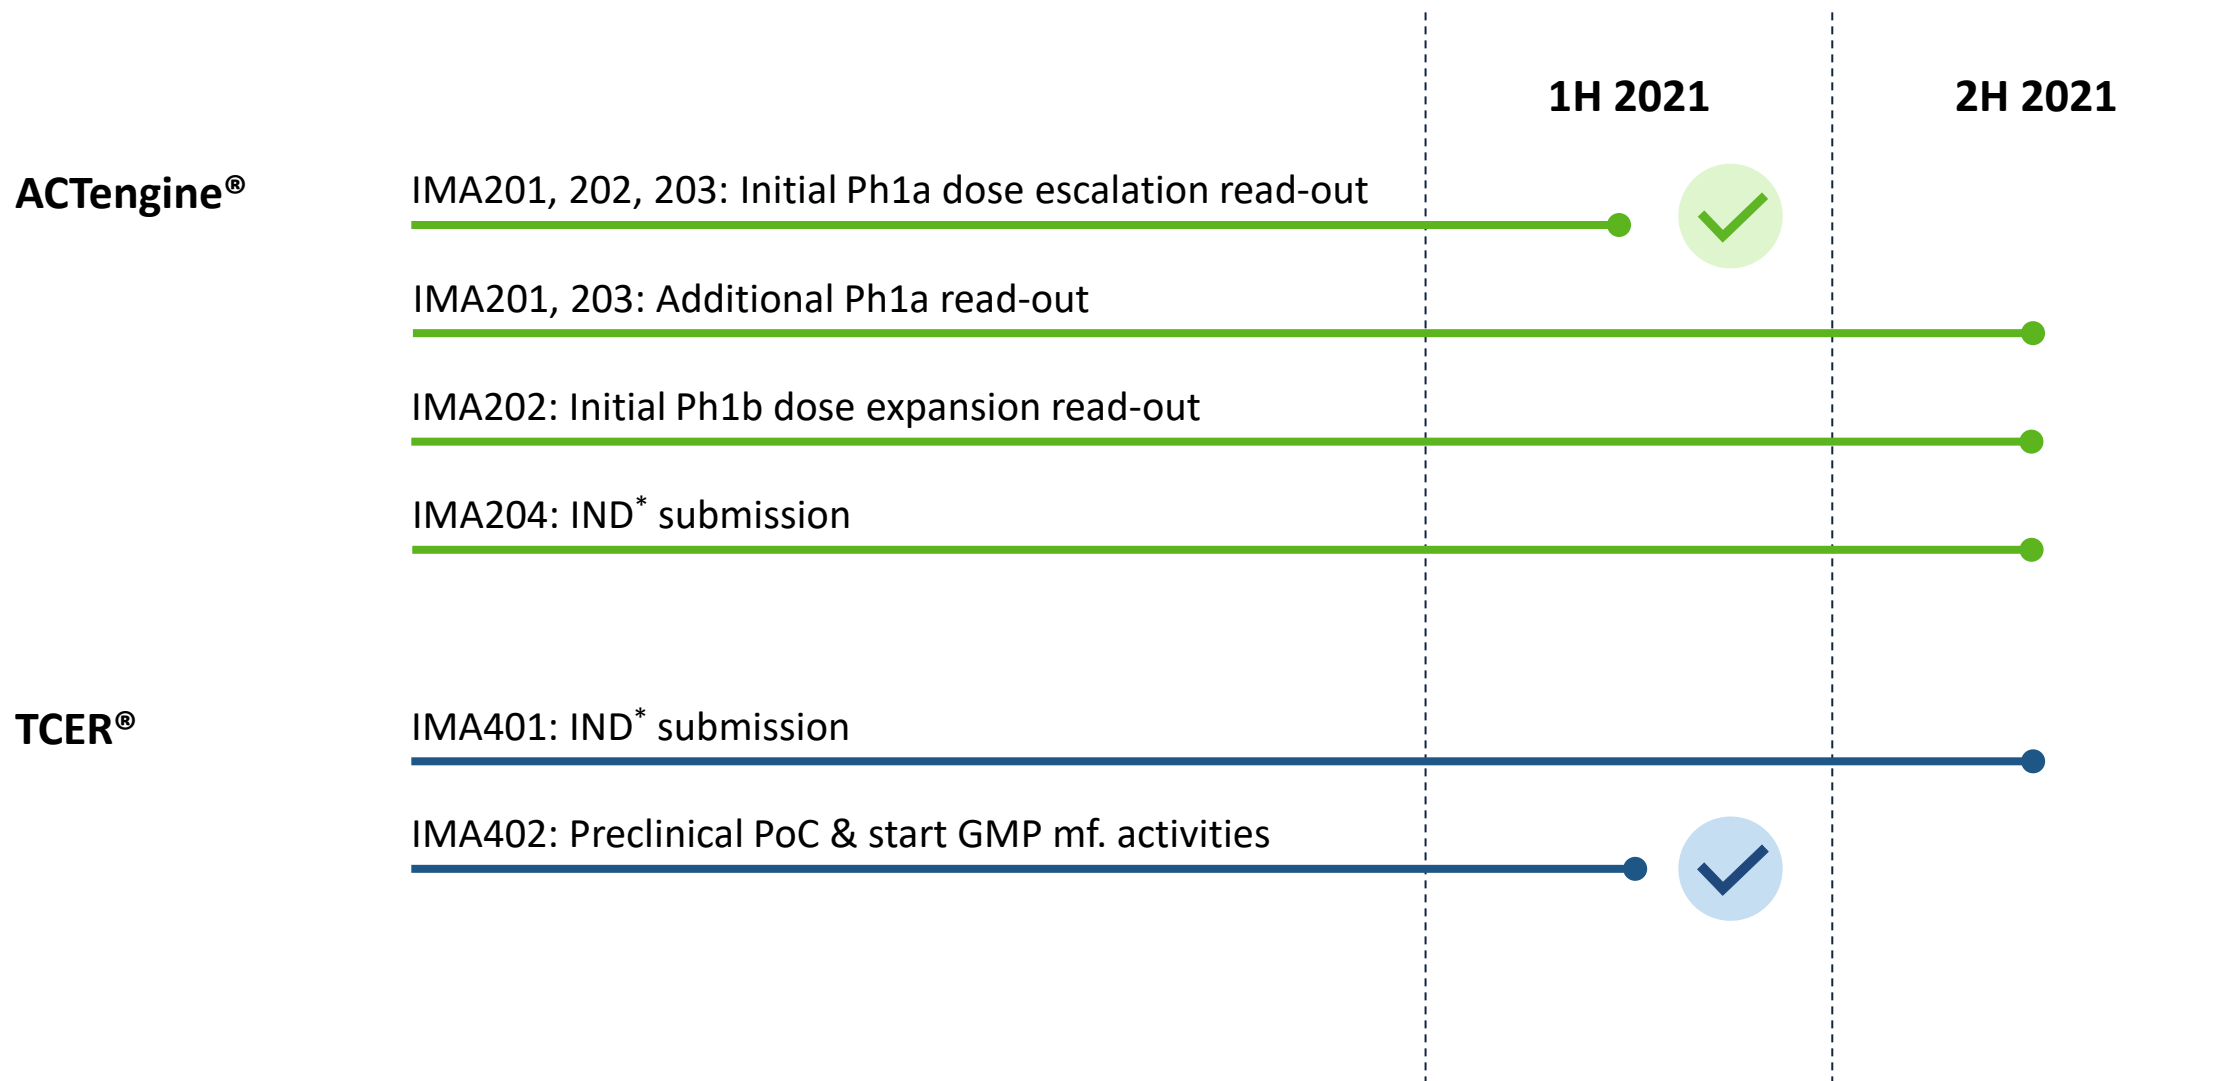 1H 2021
2H 2021
ACTengine®
IMA201, 202, 203: Initial Ph1a dose escalation read-out
IMA201, 203: Additional Ph1a read-out
IMA202: Initial Ph1b dose expansion read-out
IMA204: IND* submission
TCER®
IMA401: IND* submission
IMA402: Preclinical PoC & start GMP mf. activities